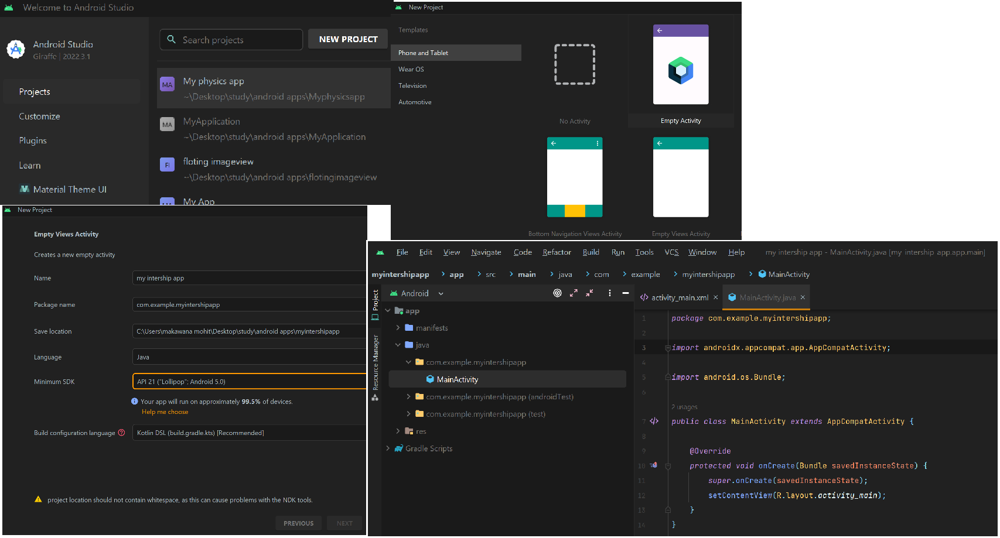 Welcome to Android Studio
Android Studio
Giraffe | 2022.3.1
Projects
Customize
Plugins
Learn
Material Theme UI
Search projects
NEW PROJECT
MA
My physics app
~\Desktop\study\android apps\Myphysicsapp
MA
MyApplication
~\Desktop\study\android apps\MyApplication
FI
floting imageview
~\Desktop\study\android apps\flotingimageview
MA
My App
New Project
Templates
Phone and Tablet
Wear OS
Television
Automotive
No Activity
Empty Activity
Bottom Navigation Views Activity
Empty Views Activity
New Project
Empty Views Activity
Creates a new empty activity
Name
my intership app
Package name
com.example.myintershipapp
Save location
C:\Users\makawana mohit\Desktop\study\android apps\myintershipapp
Language
Java
Minimum SDK
API 21 ("Lollipop"; Android 5.0)
Your app will run on approximately 99.5% of devices.
Help me choose
Build configuration language
Kotlin DSL (build.gradle.kts) [Recommended]
project location should not contain whitespace, as this can cause problems with the NDK tools.
PREVIOUS
NEXT
File Edit View Navigate Code Refactor Build Run Tools VCS Window Help
my intership app - MainActivity.java [my_intership_app.app.main]
myintershipapp > app > src > main > java > com > example > myintershipapp > MainActivity
Project
Resource Manager
Android
app
manifests
java
com.example.myintershipapp
MainActivity
com.example.myintershipapp (androidTest)
com.example.myintershipapp (test)
res
Gradle Scripts
activity_main.xml
MainActivity.java
1 package com.example.myintershipapp;
2
3 import androidx.appcompat.app.AppCompatActivity;
4
5 import android.os.Bundle;
6
2 usages
7 public class MainActivity extends AppCompatActivity {
8
9 @Override
10 protected void onCreate(Bundle savedInstanceState) {
11 super.onCreate(savedInstanceState);
12 setContentView(R.layout.activity_main);
13 }
14 }